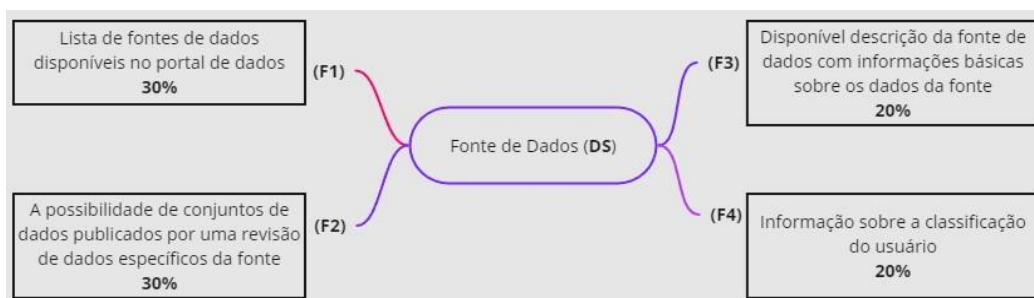 Lista de fontes de dados
disponíveis no portal de dados
30%
(F1)
A possibilidade de conjuntos de
dados publicados por uma revisão
de dados específicos da fonte
30%
(F2)
Fonte de Dados (DS)
(F3)
Disponível descrição da fonte de
dados com informações básicas
sobre os dados da fonte
20%
(F4)
Informação sobre a classificação
do usuário
20%